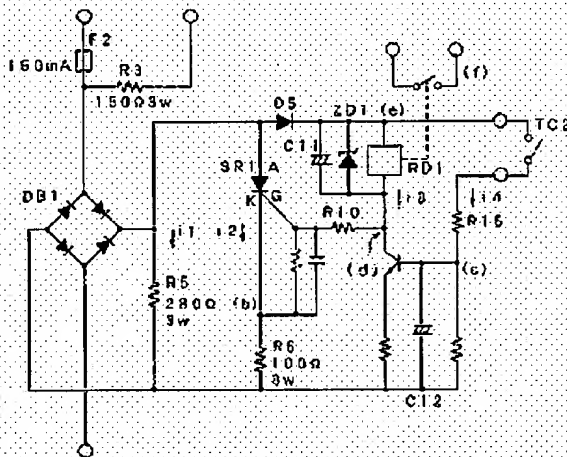 F2
150mA
R3
150Ω3w
(f)
D5
ZD1 (e)
TC2
C11
SR1 A
RD1
DB1
K G
i3
i4
R10
R15
i1
i2
(d)
(c)
R5
280Ω (b)
3w
R6
100Ω
3w
C12